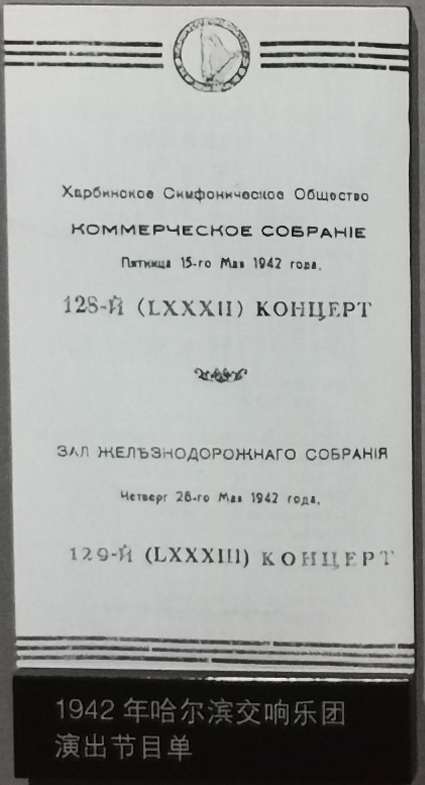 Харбинское Симфоническое Общество
КОММЕРЧЕСКОЕ СОБРАНІЕ
Пятница 15-го Мая 1942 года.
128-Й (LXXXII) КОНЦЕРТ
ЗАЛ ЖЕЛѢЗНОДОРОЖНАГО СОБРАНІЯ
Четверг 28-го Мая 1942 года.
129-Й (LXXXIII) КОНЦЕРТ
1942 年哈尔滨交响乐团
演出节目单